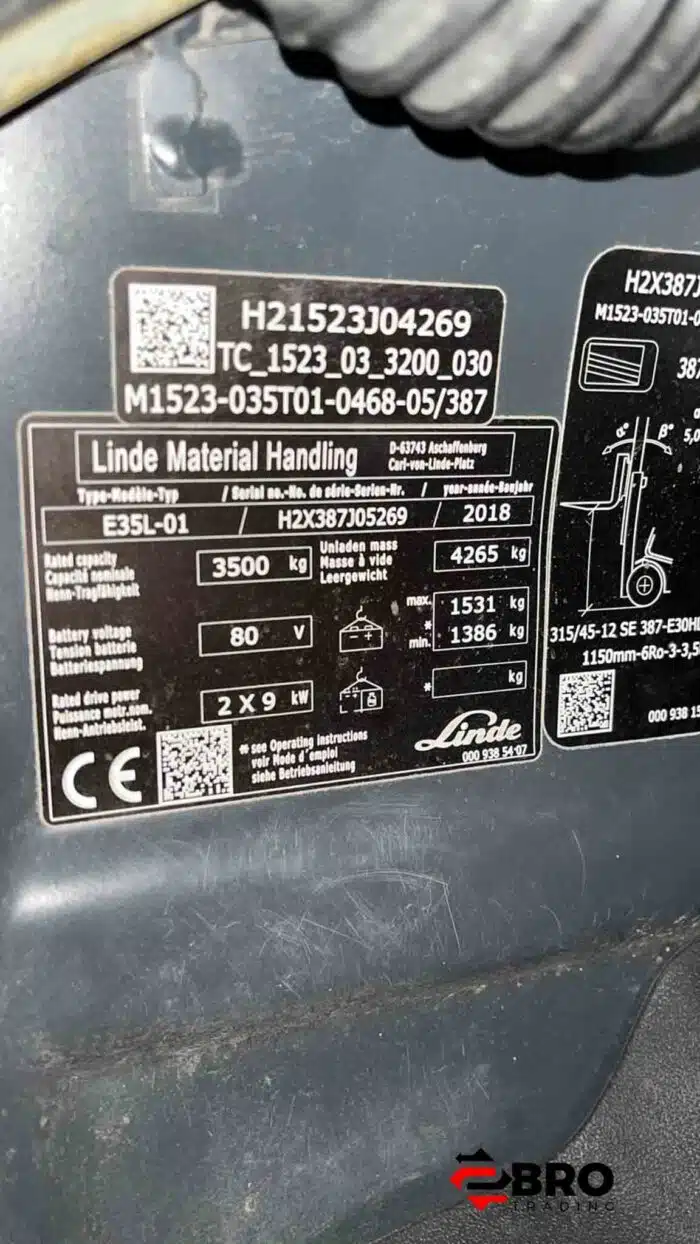 H21523J04269
TC_1523_03_3200_030
M1523-035T01-0468-05/387
Linde Material Handling
D-63743 Aschaffenburg
Carl-von-Linde-Platz
Type-Modèle-Typ / Serial no.-No. de série-Serien-Nr. / year-année-Baujahr
E35L-01 / H2X387J05269 / 2018
Rated capacity
Capacité nominale
Nenn-Tragfähigkeit
3500 kg
Unladen mass
Masse à vide
Leergewicht
4265 kg
Battery voltage
Tension batterie
Batteriespannung
80 V
max. 1531 kg
*
min. 1386 kg
Rated drive power
Puissance motr.nom.
Nenn-Antriebsleist.
2 X 9 kW
* kg
CE
* see Operating instructions
voir Mode d'emploi
siehe Betriebsanleitung
Linde
000 938 54 07
H2X387J
M1523-035T01-0
387
α° β° 5,0
315/45-12 SE 387-E30HL
1150mm-6Ro-3-3,5
000 938 15
BRO
TRADING